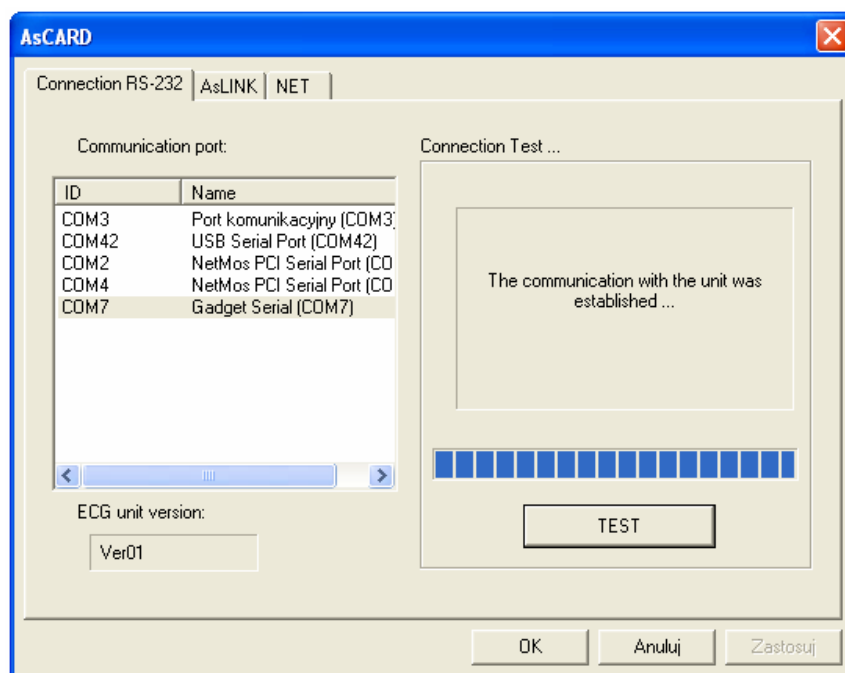 AsCARD
Connection RS-232 AsLINK NET
Communication port:
ID Name
COM3 Port komunikacyjny (COM3)
COM42 USB Serial Port (COM42)
COM2 NetMos PCI Serial Port (CO
COM4 NetMos PCI Serial Port (CO
COM7 Gadget Serial (COM7)
ECG unit version:
Ver01
Connection Test ...
The communication with the unit was
established ...
TEST
OK Anuluj Zastosuj